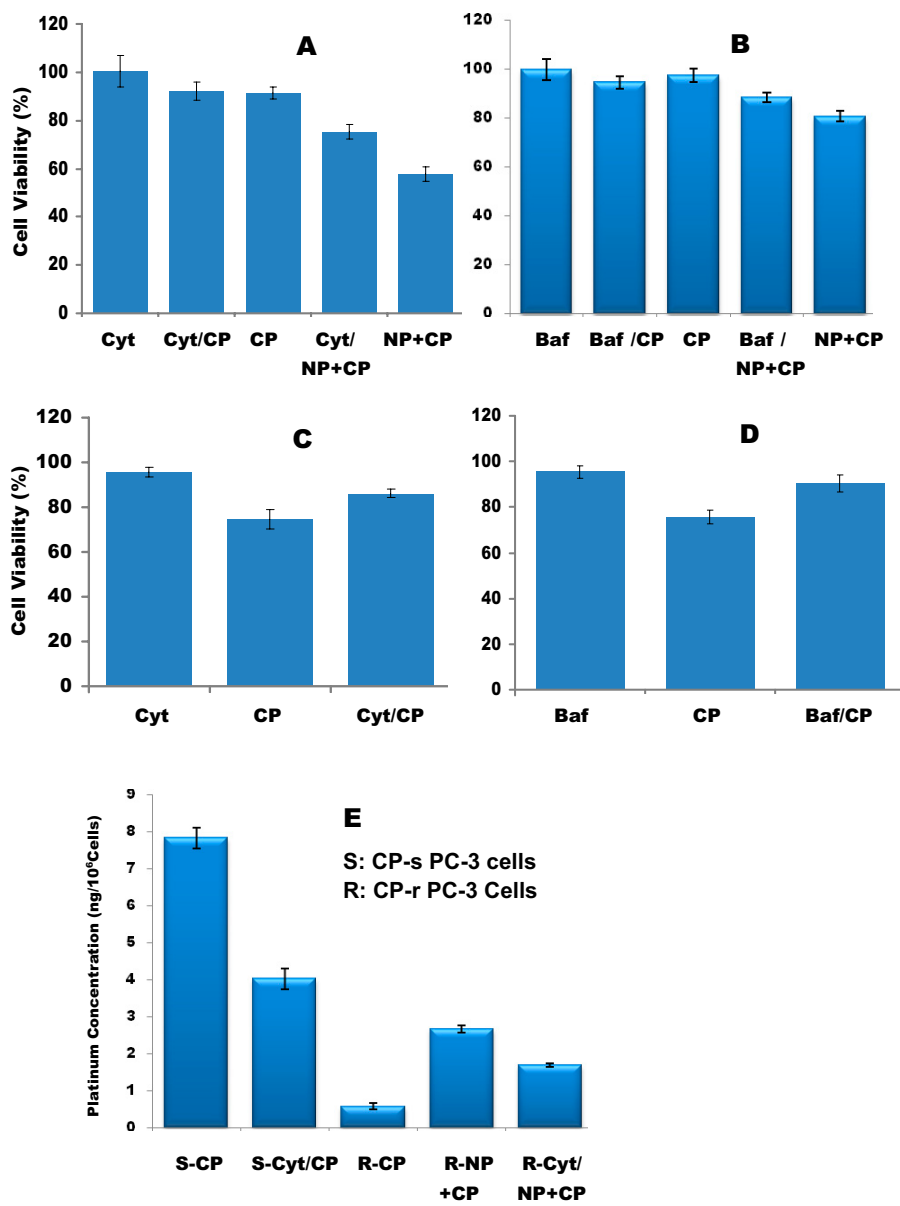 A
Cell Viability (%)
120
100
80
60
40
20
0
Cyt Cyt/CP CP Cyt/ NP+CP
NP+CP
B
120
100
80
60
40
20
0
Baf Baf /CP CP Baf / NP+CP
NP+CP
C
Cell Viability (%)
120
100
80
60
40
20
0
Cyt CP Cyt/CP
D
120
100
80
60
40
20
0
Baf CP Baf/CP
E
S: CP-s PC-3 cells
R: CP-r PC-3 Cells
Platinum Concentration (ng/10⁶Cells)
9
8
7
6
5
4
3
2
1
0
S-CP S-Cyt/CP R-CP R-NP R-Cyt/
+CP NP+CP